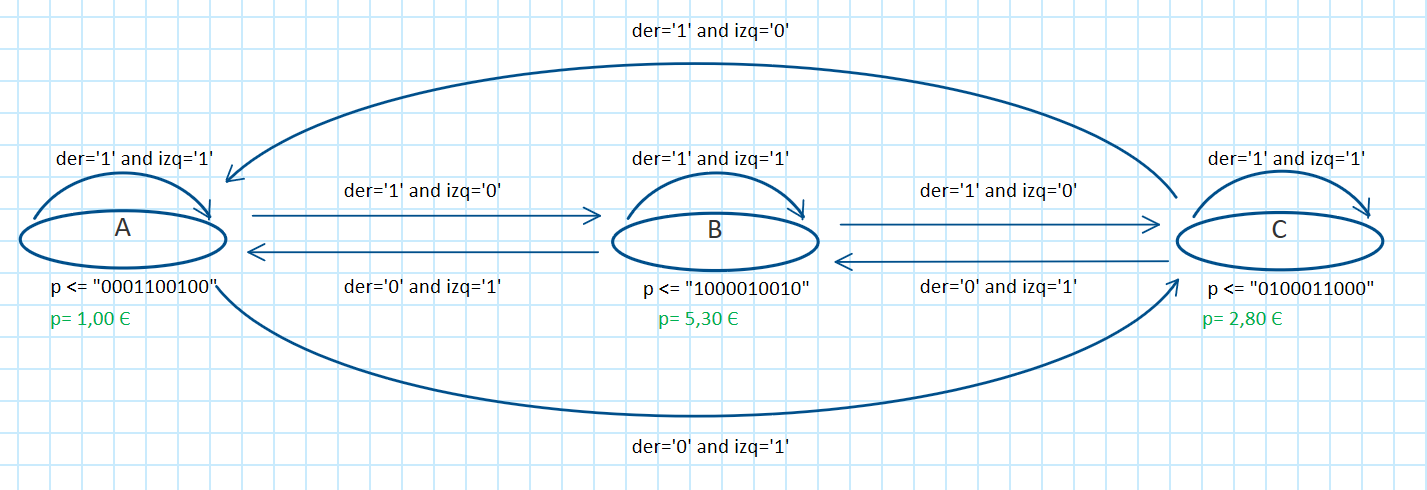 der='1' and izq='0'
der='1' and izq='1'
der='1' and izq='1'
der='1' and izq='1'
der='1' and izq='0'
der='1' and izq='0'
A
B
C
p <= "0001100100"
der='0' and izq='1'
p <= "1000010010"
der='0' and izq='1'
p <= "0100011000"
p= 1,00 €
p= 5,30 €
p= 2,80 €
der='0' and izq='1'